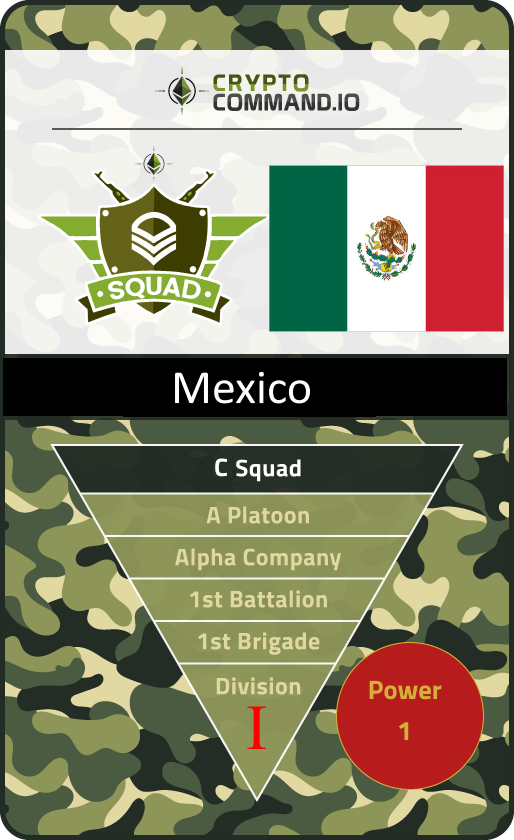 CRYPTO
COMMAND.IO
SQUAD
Mexico
C Squad
A Platoon
Alpha Company
1st Battalion
1st Brigade
Division
I
Power
1